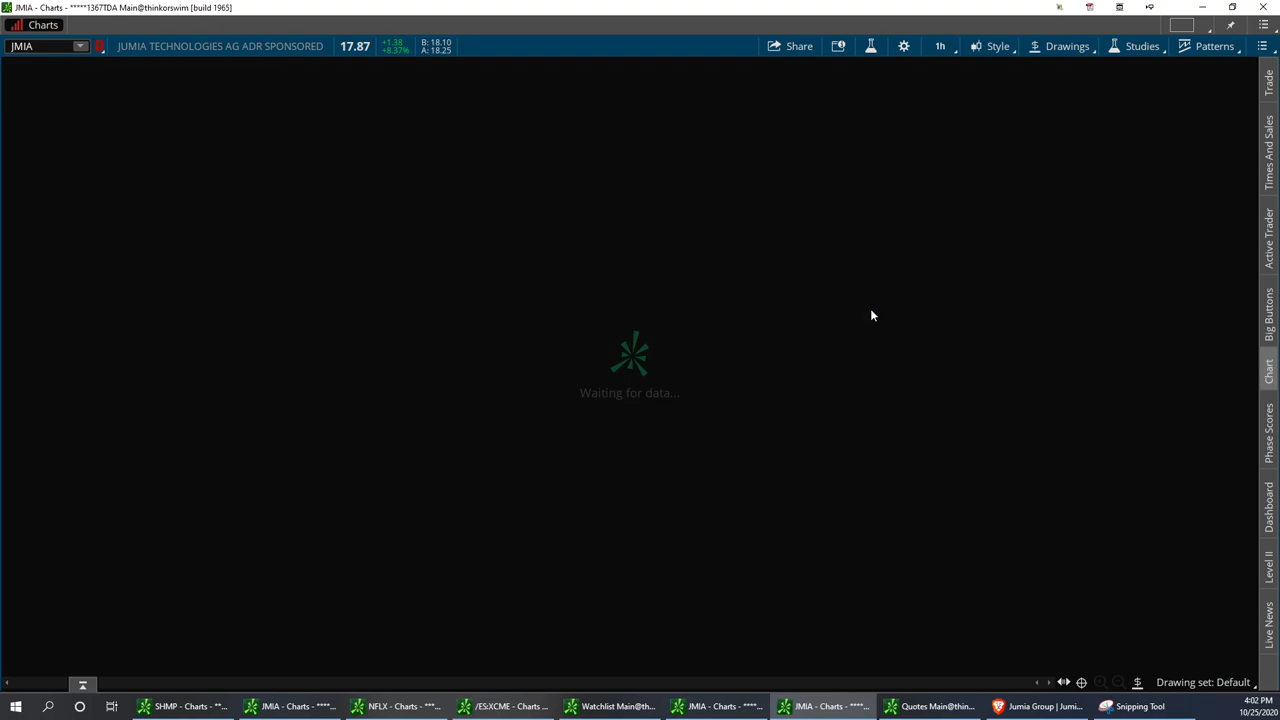 JMIA - Charts - *****1367TDA Main@thinkorswim [build 1965]
Charts
JMIA
JUMIA TECHNOLOGIES AG ADR SPONSORED
17.87
+1.38
+8.37%
B: 18.10
A: 18.25
Share
1h
Style
Drawings
Studies
Patterns
Trade
Times And Sales
Active Trader
Big Buttons
Chart
Phase Scores
Dashboard
Level II
Live News
Waiting for data...
Drawing set: Default
SHMP - Charts - **...
JMIA - Charts - ****...
NFLX - Charts - ***...
/ES:XCME - Charts ...
Watchlist Main@th...
JMIA - Charts - ****...
JMIA - Charts - ****...
Quotes Main@thin...
Jumia Group | Jumi...
Snipping Tool
4:02 PM
10/25/2020